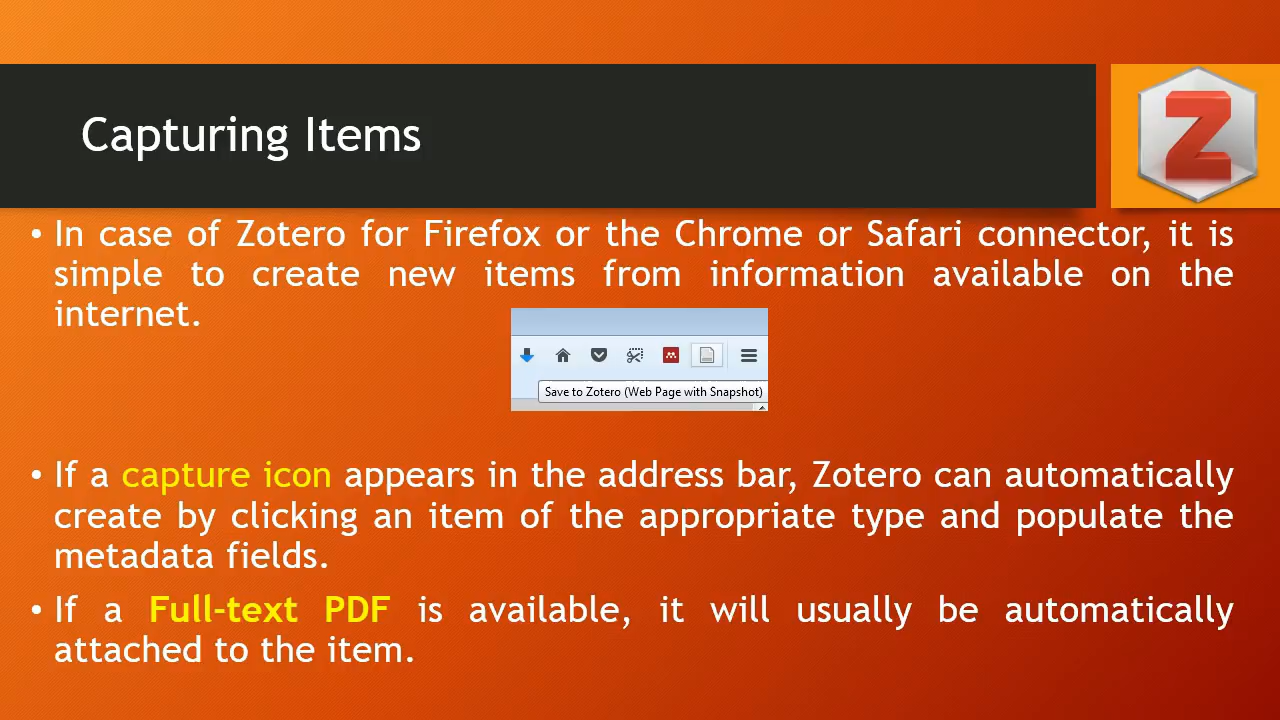 Capturing Items
Z
• In case of Zotero for Firefox or the Chrome or Safari connector, it is
simple to create new items from information available on the
internet.
Save to Zotero (Web Page with Snapshot)
• If a capture icon appears in the address bar, Zotero can automatically
create by clicking an item of the appropriate type and populate the
metadada fields.
• If a Full-text PDF is available, it will usually be automatically
attached to the item.